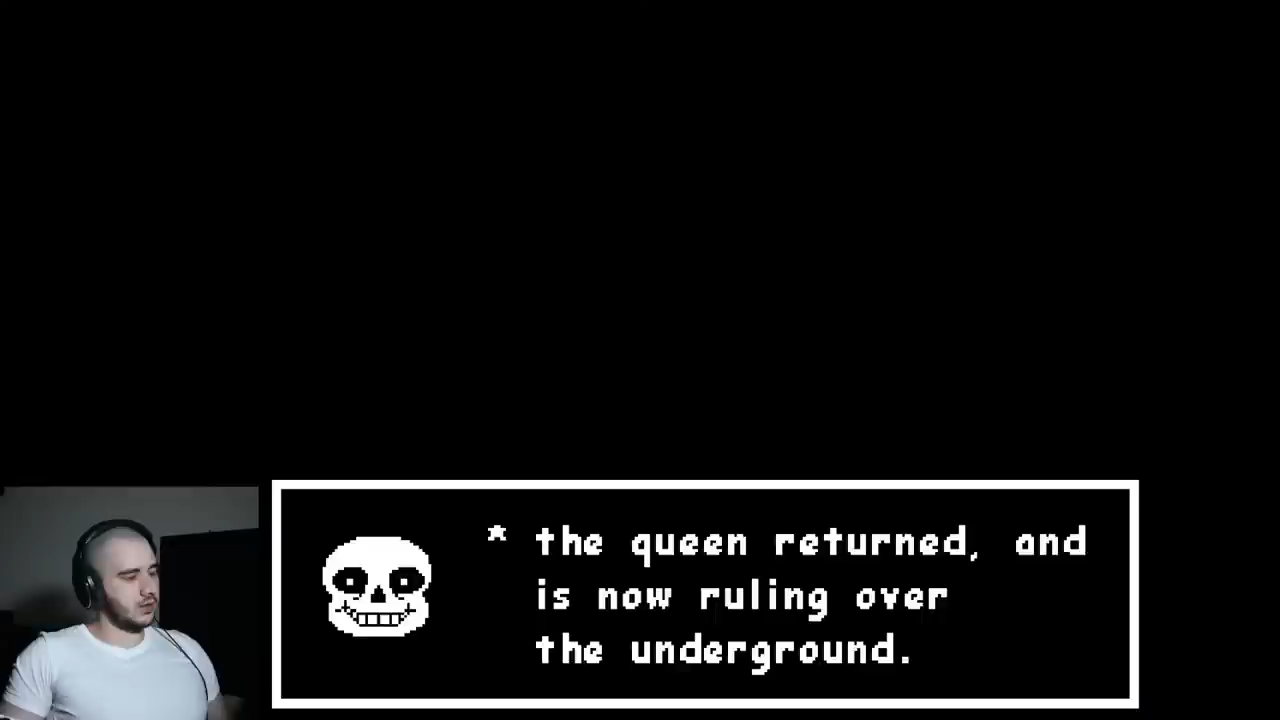 * the queen returned, and
is now ruling over
the underground.